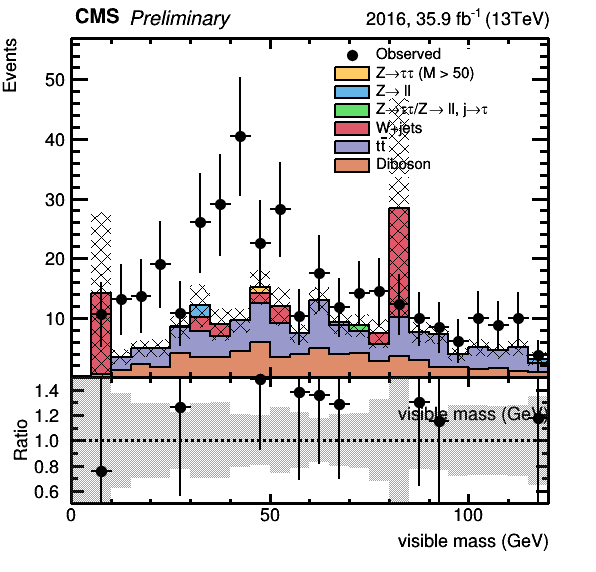 CMS Preliminary 2016, 35.9 fb⁻¹ (13TeV)
Events
Observed
Z→ττ (M > 50)
Z→ ll
Z→ττ/Z→ ll, j→τ
W+jets
tt̄
Diboson
50
40
30
20
10
visible mass (GeV)
Ratio
1.4
1.2
1.0
0.8
0.6
0 50 100
visible mass (GeV)